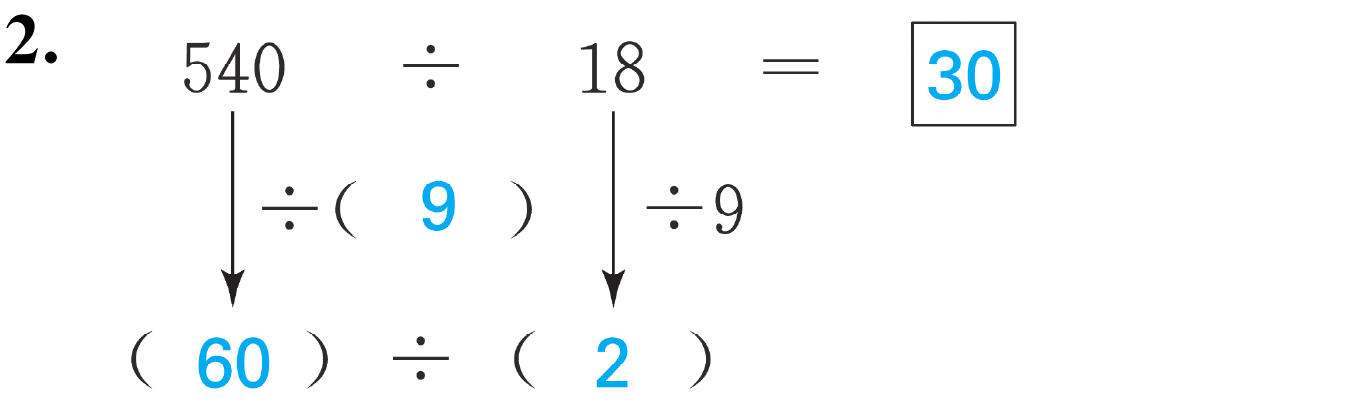 2. 540 ÷ 18 = 30
÷( 9 ) ÷9
( 60 ) ÷ ( 2 )